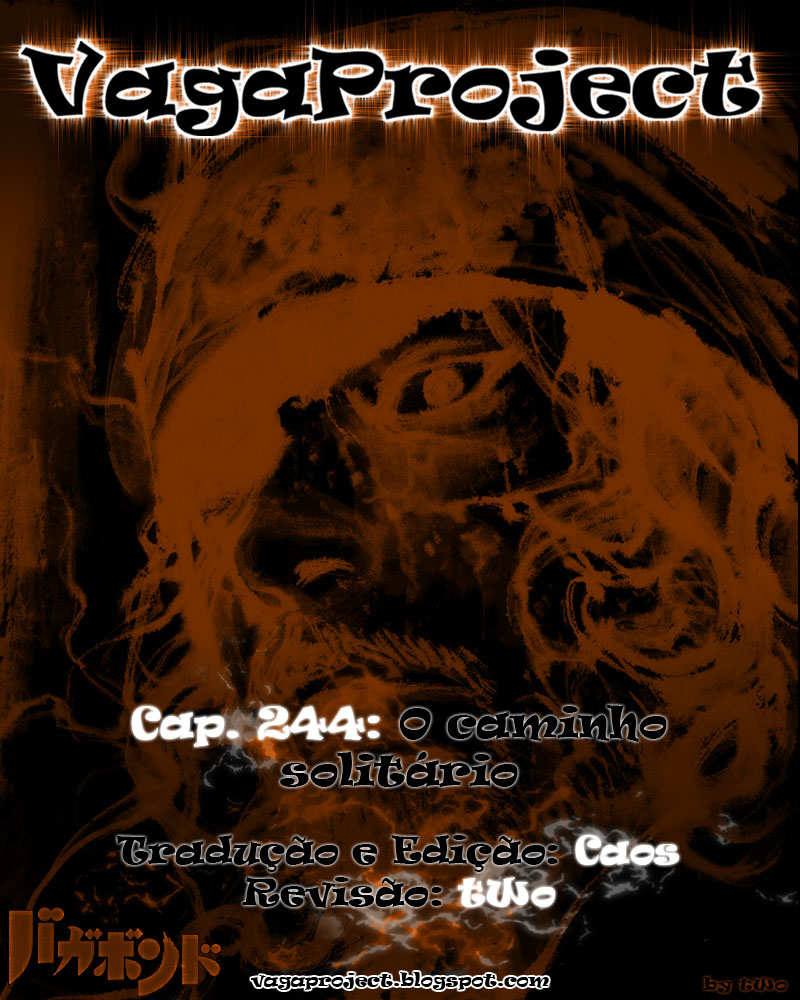 VagaProject
Cap. 244: O caminho
solitário
Tradução e Edição: Caos
Revisão: tWo
バガボンド
vagaproject.blogspot.com
by tWo